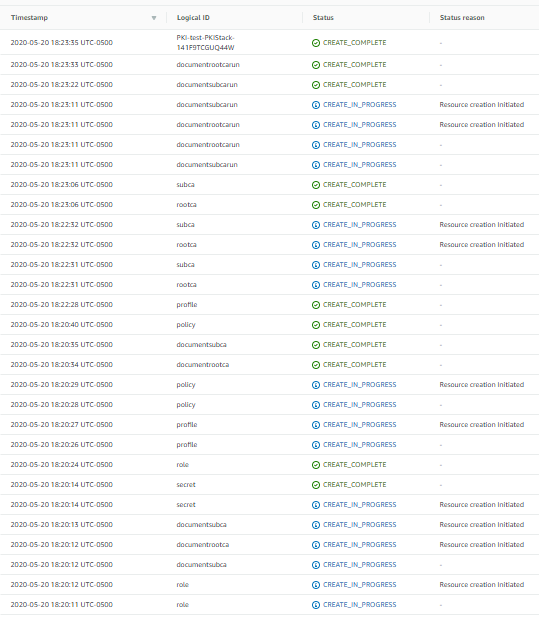 Timestamp Logical ID Status Status reason
2020-05-20 18:23:35 UTC-0500 PKI-test-PKIStack-
141F9TCGUQ44W CREATE_COMPLETE -
2020-05-20 18:23:33 UTC-0500 documentrootcarun CREATE_COMPLETE -
2020-05-20 18:23:22 UTC-0500 documentsubcarun CREATE_COMPLETE -
2020-05-20 18:23:11 UTC-0500 documentsubcarun CREATE_IN_PROGRESS Resource creation Initiated
2020-05-20 18:23:11 UTC-0500 documentrootcarun CREATE_IN_PROGRESS Resource creation Initiated
2020-05-20 18:23:11 UTC-0500 documentrootcarun CREATE_IN_PROGRESS -
2020-05-20 18:23:11 UTC-0500 documentsubcarun CREATE_IN_PROGRESS -
2020-05-20 18:23:06 UTC-0500 subca CREATE_COMPLETE -
2020-05-20 18:23:06 UTC-0500 rootca CREATE_COMPLETE -
2020-05-20 18:22:32 UTC-0500 subca CREATE_IN_PROGRESS Resource creation Initiated
2020-05-20 18:22:32 UTC-0500 rootca CREATE_IN_PROGRESS Resource creation Initiated
2020-05-20 18:22:31 UTC-0500 subca CREATE_IN_PROGRESS -
2020-05-20 18:22:31 UTC-0500 rootca CREATE_IN_PROGRESS -
2020-05-20 18:22:28 UTC-0500 profile CREATE_COMPLETE -
2020-05-20 18:20:40 UTC-0500 policy CREATE_COMPLETE -
2020-05-20 18:20:35 UTC-0500 documentsubca CREATE_COMPLETE -
2020-05-20 18:20:34 UTC-0500 documentrootca CREATE_COMPLETE -
2020-05-20 18:20:29 UTC-0500 policy CREATE_IN_PROGRESS Resource creation Initiated
2020-05-20 18:20:28 UTC-0500 policy CREATE_IN_PROGRESS -
2020-05-20 18:20:27 UTC-0500 profile CREATE_IN_PROGRESS Resource creation Initiated
2020-05-20 18:20:26 UTC-0500 profile CREATE_IN_PROGRESS -
2020-05-20 18:20:24 UTC-0500 role CREATE_COMPLETE -
2020-05-20 18:20:14 UTC-0500 secret CREATE_COMPLETE -
2020-05-20 18:20:14 UTC-0500 secret CREATE_IN_PROGRESS Resource creation Initiated
2020-05-20 18:20:13 UTC-0500 documentsubca CREATE_IN_PROGRESS Resource creation Initiated
2020-05-20 18:20:12 UTC-0500 documentrootca CREATE_IN_PROGRESS Resource creation Initiated
2020-05-20 18:20:12 UTC-0500 documentsubca CREATE_IN_PROGRESS -
2020-05-20 18:20:12 UTC-0500 role CREATE_IN_PROGRESS Resource creation Initiated
2020-05-20 18:20:11 UTC-0500 role CREATE_IN_PROGRESS -